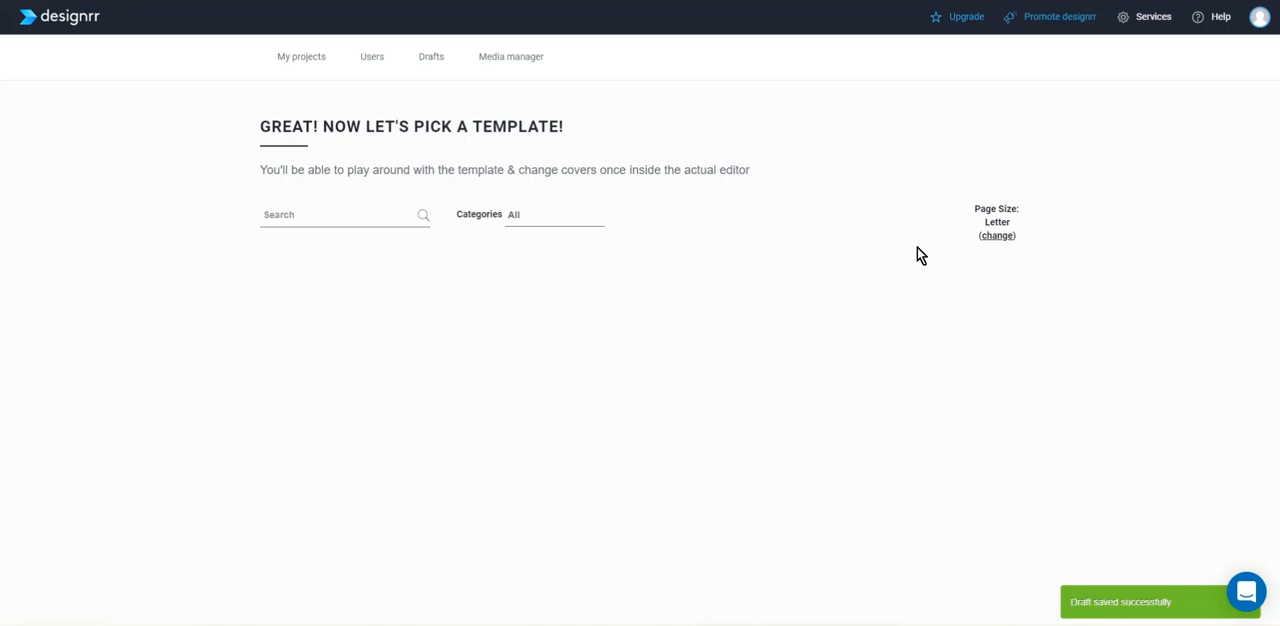 designrr
Upgrade
Promote designrr
Services
Help
My projects
Users
Drafts
Media manager
GREAT! NOW LET'S PICK A TEMPLATE!
You'll be able to play around with the template & change covers once inside the actual editor
Search
Categories
All
Page Size:
Letter
(change)
Draft saved successfully